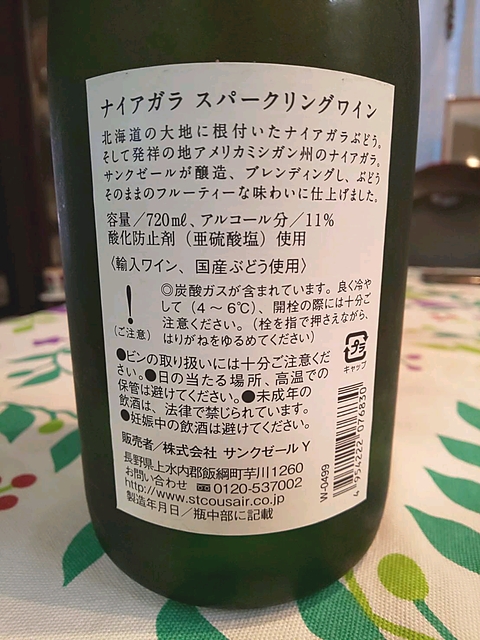 ナイアガラ スパークリングワイン
北海道の大地に根付いたナイアガラぶどう。
そして発祥の地アメリカミシガン州のナイアガラ。
サンクゼールが醸造、ブレンディングし、ぶどう
そのままのフルーティーな味わいに仕上げました。
容量／720㎖、アルコール分／11%
酸化防止剤（亜硫酸塩）使用
〈輸入ワイン、国産ぶどう使用〉
！
（ご注意）
◎炭酸ガスが含まれています。良く冷や
して（4～6℃）、開栓の際には十分ご
注意ください。（栓を指で押さえながら、
はりがねをゆるめてください）
プラ
キャップ
●ビンの取り扱いには十分ご注意くだ
さい。●日の当たる場所、高温での
保管は避けてください。●未成年の
飲酒は、法律で禁じられています。
●妊娠中の飲酒は避けてください。
販売者／株式会社 サンクゼールY
長野県上水内郡飯綱町芋川1260
お問い合わせ 0120-537002
http://www.stcousair.co.jp
製造年月日／瓶中部に記載
W-0499
4 954222 076830